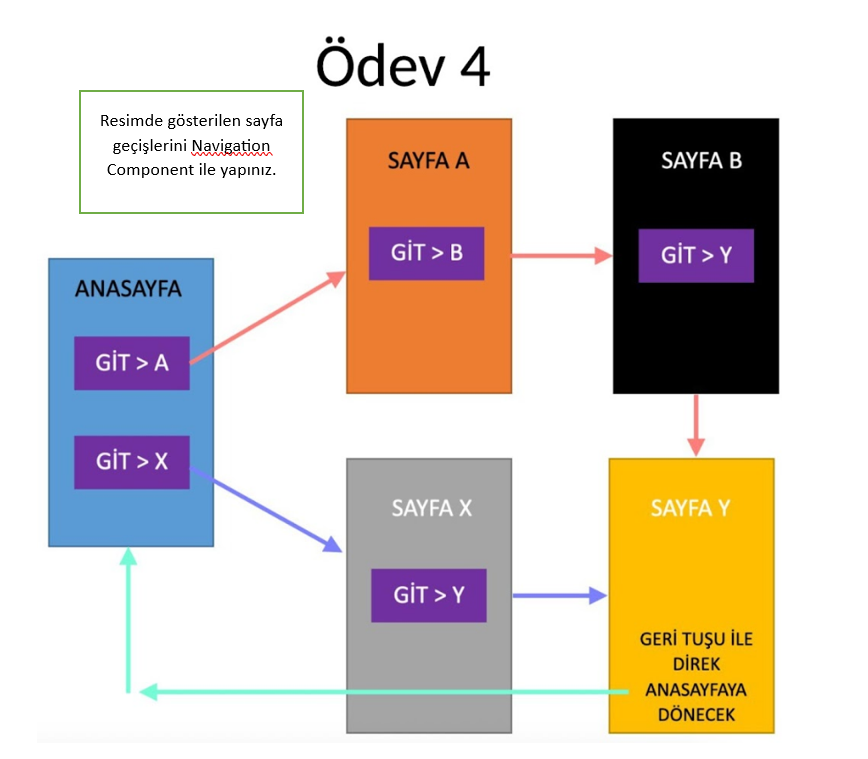 Ödev 4
Resimde gösterilen sayfa
geçişlerini Navigation
Component ile yapınız.
ANASAYFA
GİT > A
GİT > X
SAYFA A
GİT > B
SAYFA B
GİT > Y
SAYFA X
GİT > Y
SAYFA Y
GERİ TUŞU İLE
DİREK
ANASAYFAYA
DÖNECEK